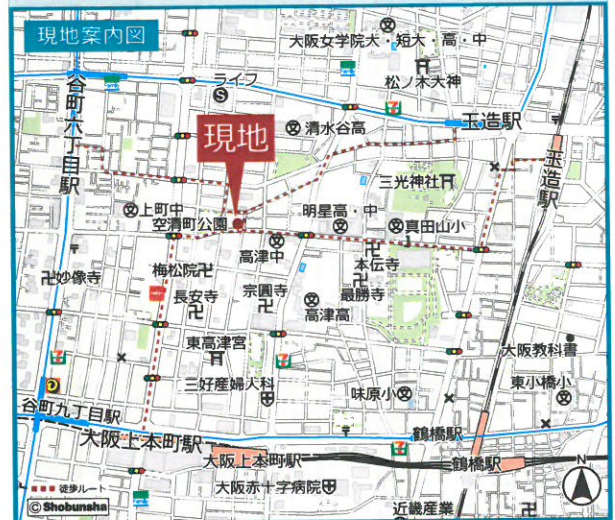 現地案内図
大阪女学院大・短大・高・中
松ノ木大神
ライフ
S
玉造駅
谷町六丁目駅
玉造駅
清水谷高
現地
三光神社
上町中
空清町公園
明星高・中
真田山小
高津中
本伝寺
梅松院
妙像寺
長安寺
宗圓寺
最勝寺
高津高
東高津宮
大阪教科書
三好産婦人科
味原小
東小橋小
谷町九丁目駅
大阪上本町駅
鶴橋駅
大阪上本町駅
鶴橋駅
徒歩ルート
大阪赤十字病院
© Shobunsha
近畿産業
N